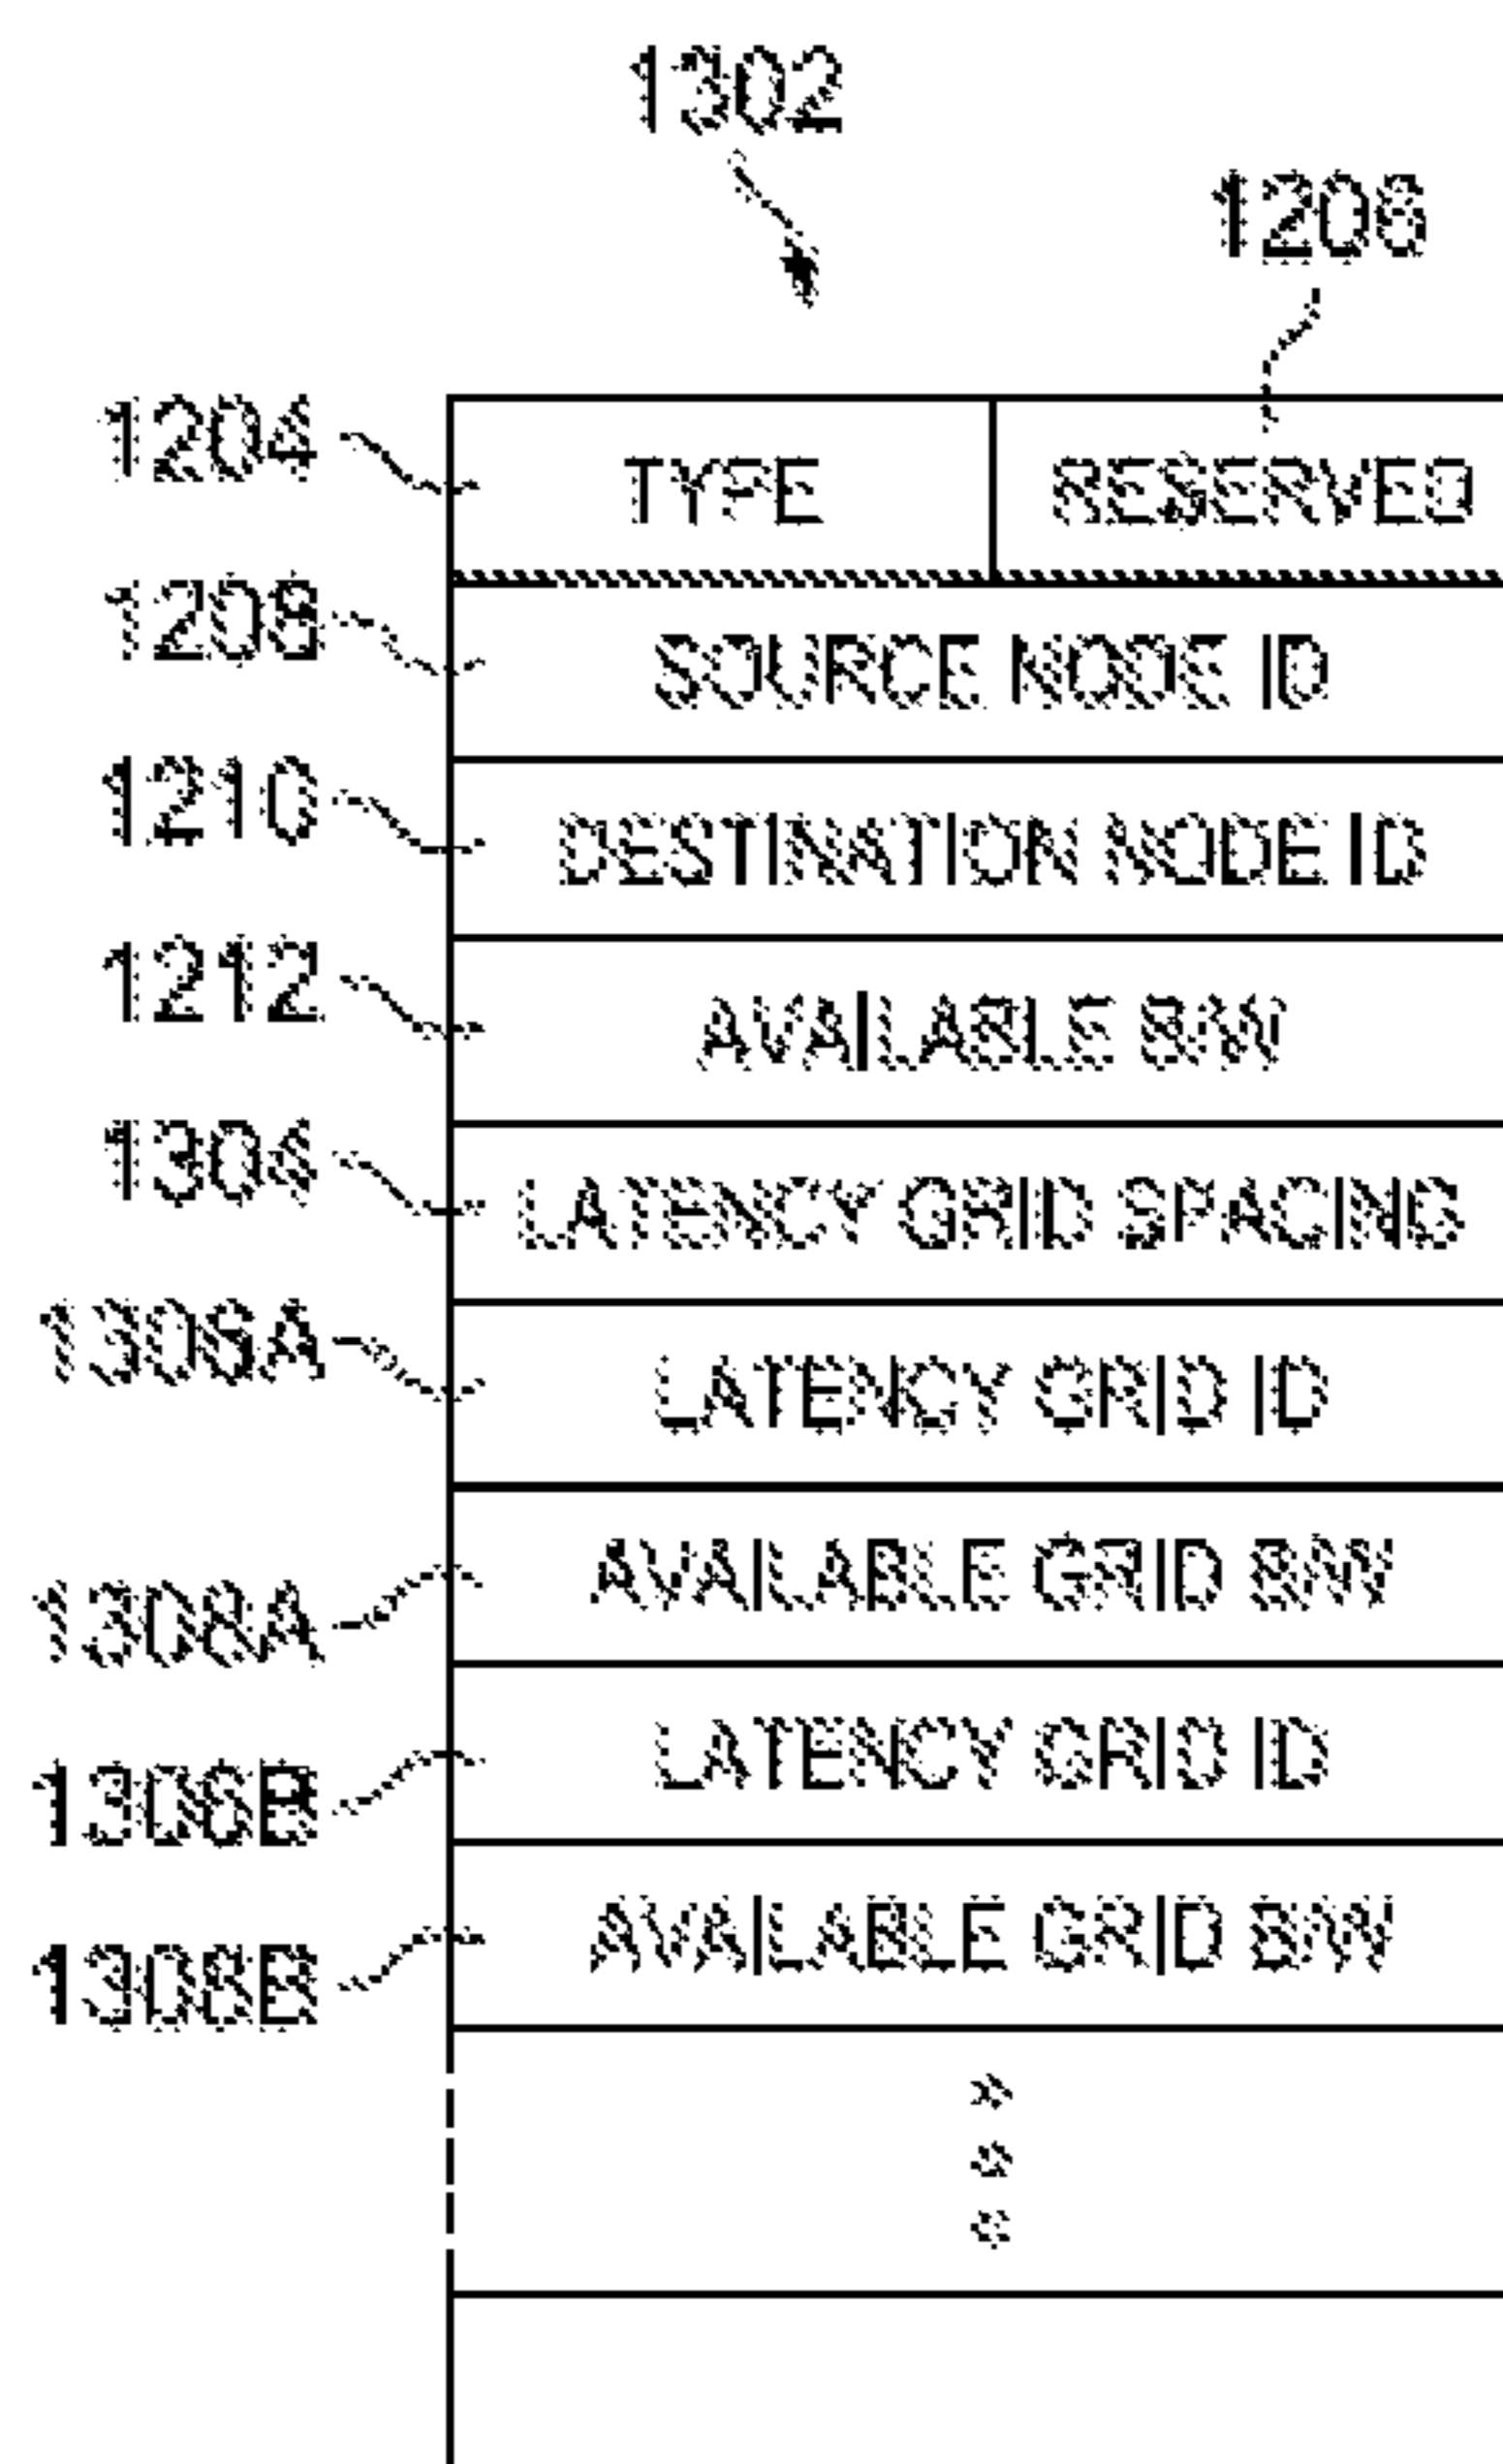 1302
1206
1204 TYPE RESERVED
1208 SOURCE NODE ID
1210 DESTINATION NODE ID
1212 AVAILABLE B/W
1304 LATENCY GRID SPACING
1306A LATENCY GRID ID
1308A AVAILABLE GRID B/W
1306B LATENCY GRID ID
1308B AVAILABLE GRID B/W